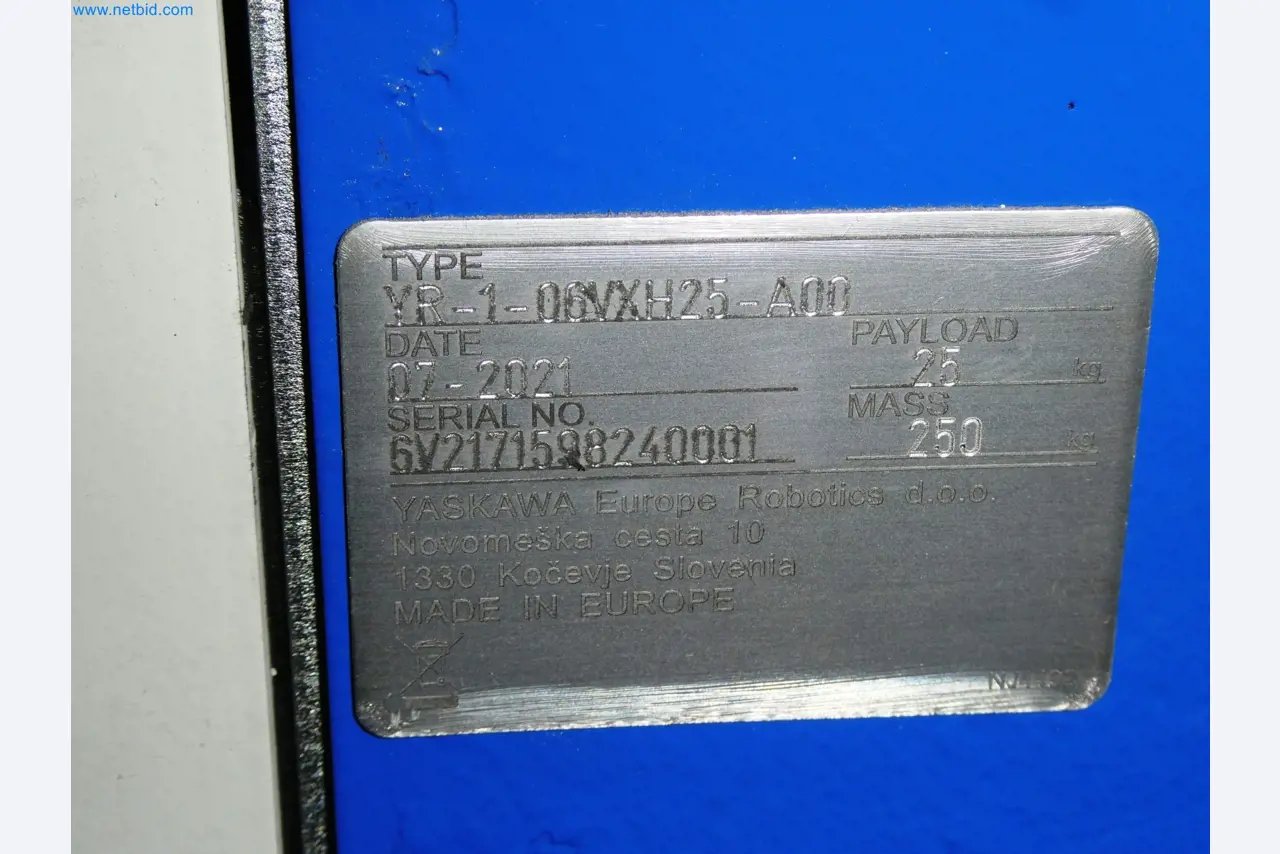 www.netbid.com
TYPE
YR-1-06VXH25-A00
DATE
PAYLOAD
07-2021
25 kg
SERIAL NO.
MASS
6V2171598240001
250 kg
YASKAWA Europe Robotics d.o.o.
Novomeška cesta 10
1330 Kočevje Slovenia
MADE IN EUROPE